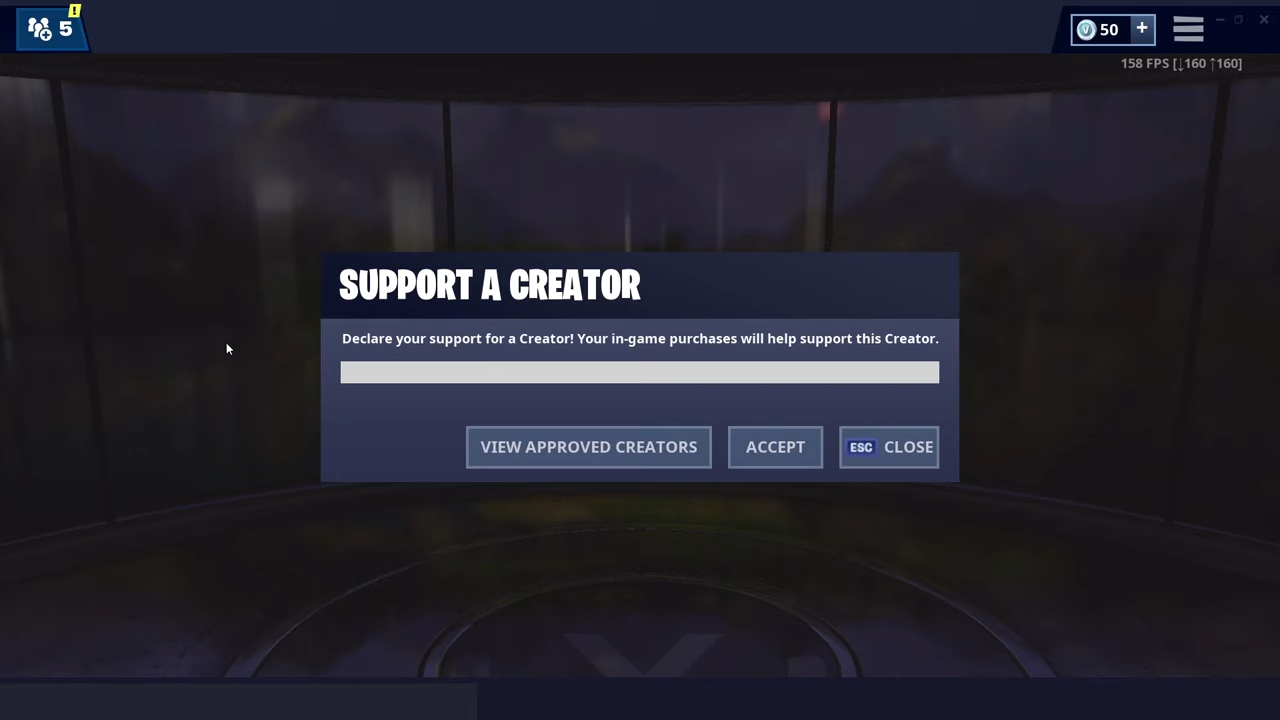 !
5
50 +
158 FPS [↓160 ↑160]
SUPPORT A CREATOR
Declare your support for a Creator! Your in-game purchases will help support this Creator.
VIEW APPROVED CREATORS ACCEPT ESC CLOSE